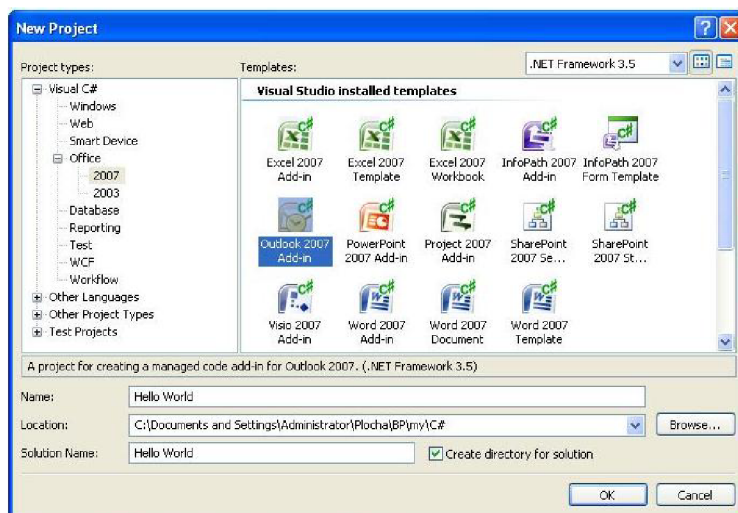 New Project
Project types:
Templates:
.NET Framework 3.5
Visual C#
Windows
Web
Smart Device
Office
2007
2003
Database
Reporting
Test
WCF
Workflow
Other Languages
Other Project Types
Test Projects
Visual Studio installed templates
Excel 2007
Add-in
Excel 2007
Template
Excel 2007
Workbook
InfoPath 2007
Add-in
InfoPath 2007
Form Template
Outlook 2007
Add-in
PowerPoint
2007 Add-in
Project 2007
Add-in
SharePoint
2007 Se...
SharePoint
2007 St...
Visio 2007
Add-in
Word 2007
Add-in
Word 2007
Document
Word 2007
Template
A project for creating a managed code add-in for Outlook 2007. (.NET Framework 3.5)
Name:
Hello World
Location:
C:\Documents and Settings\Administrator\Plocha\BP\my\C#
Browse...
Solution Name:
Hello World
Create directory for solution
OK
Cancel